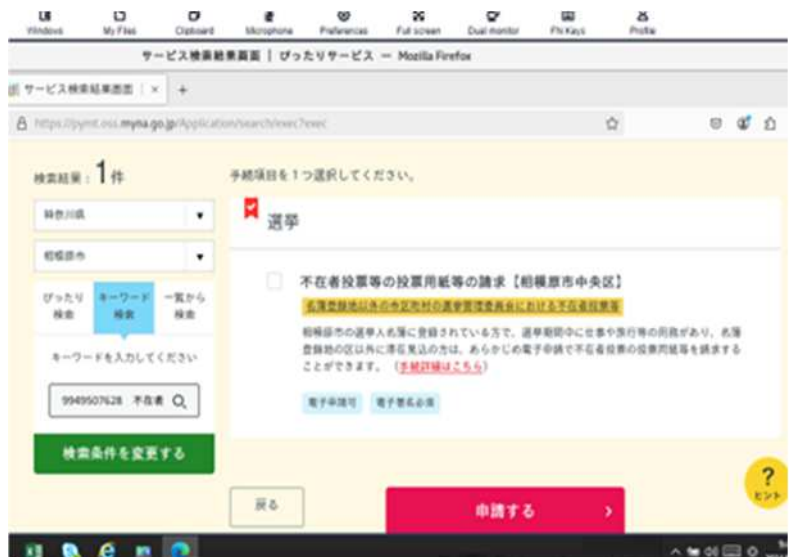 Windows
My Files
Clipboard
Microphone
Preferences
Full screen
Dual monitor
FN Keys
Profile
サービス検索結果画面 | ぴったりサービス — Mozilla Firefox
サービス検索結果画面 × +
https://pymt.oss.myna.go.jp/Application/search/exec?exec
検索結果：1件
神奈川県 ▼
相模原市 ▼
ぴったり検索
キーワード検索
一覧から検索
キーワードを入力してください
9949507628 不在者
検索条件を変更する
手続項目を1つ選択してください。
選挙
不在者投票等の投票用紙等の請求【相模原市中央区】
名簿登録地以外の市区町村の選挙管理委員会における不在者投票等
相模原市の選挙人名簿に登録されている方で、選挙期間中に仕事や旅行等の用務があり、名簿
登録地の区以外に滞在見込の方は、あらかじめ電子申請で不在者投票の投票用紙等を請求する
ことができます。（手続詳細はこちら）
電子申請可 電子署名必須
戻る
申請する
?
ヒント